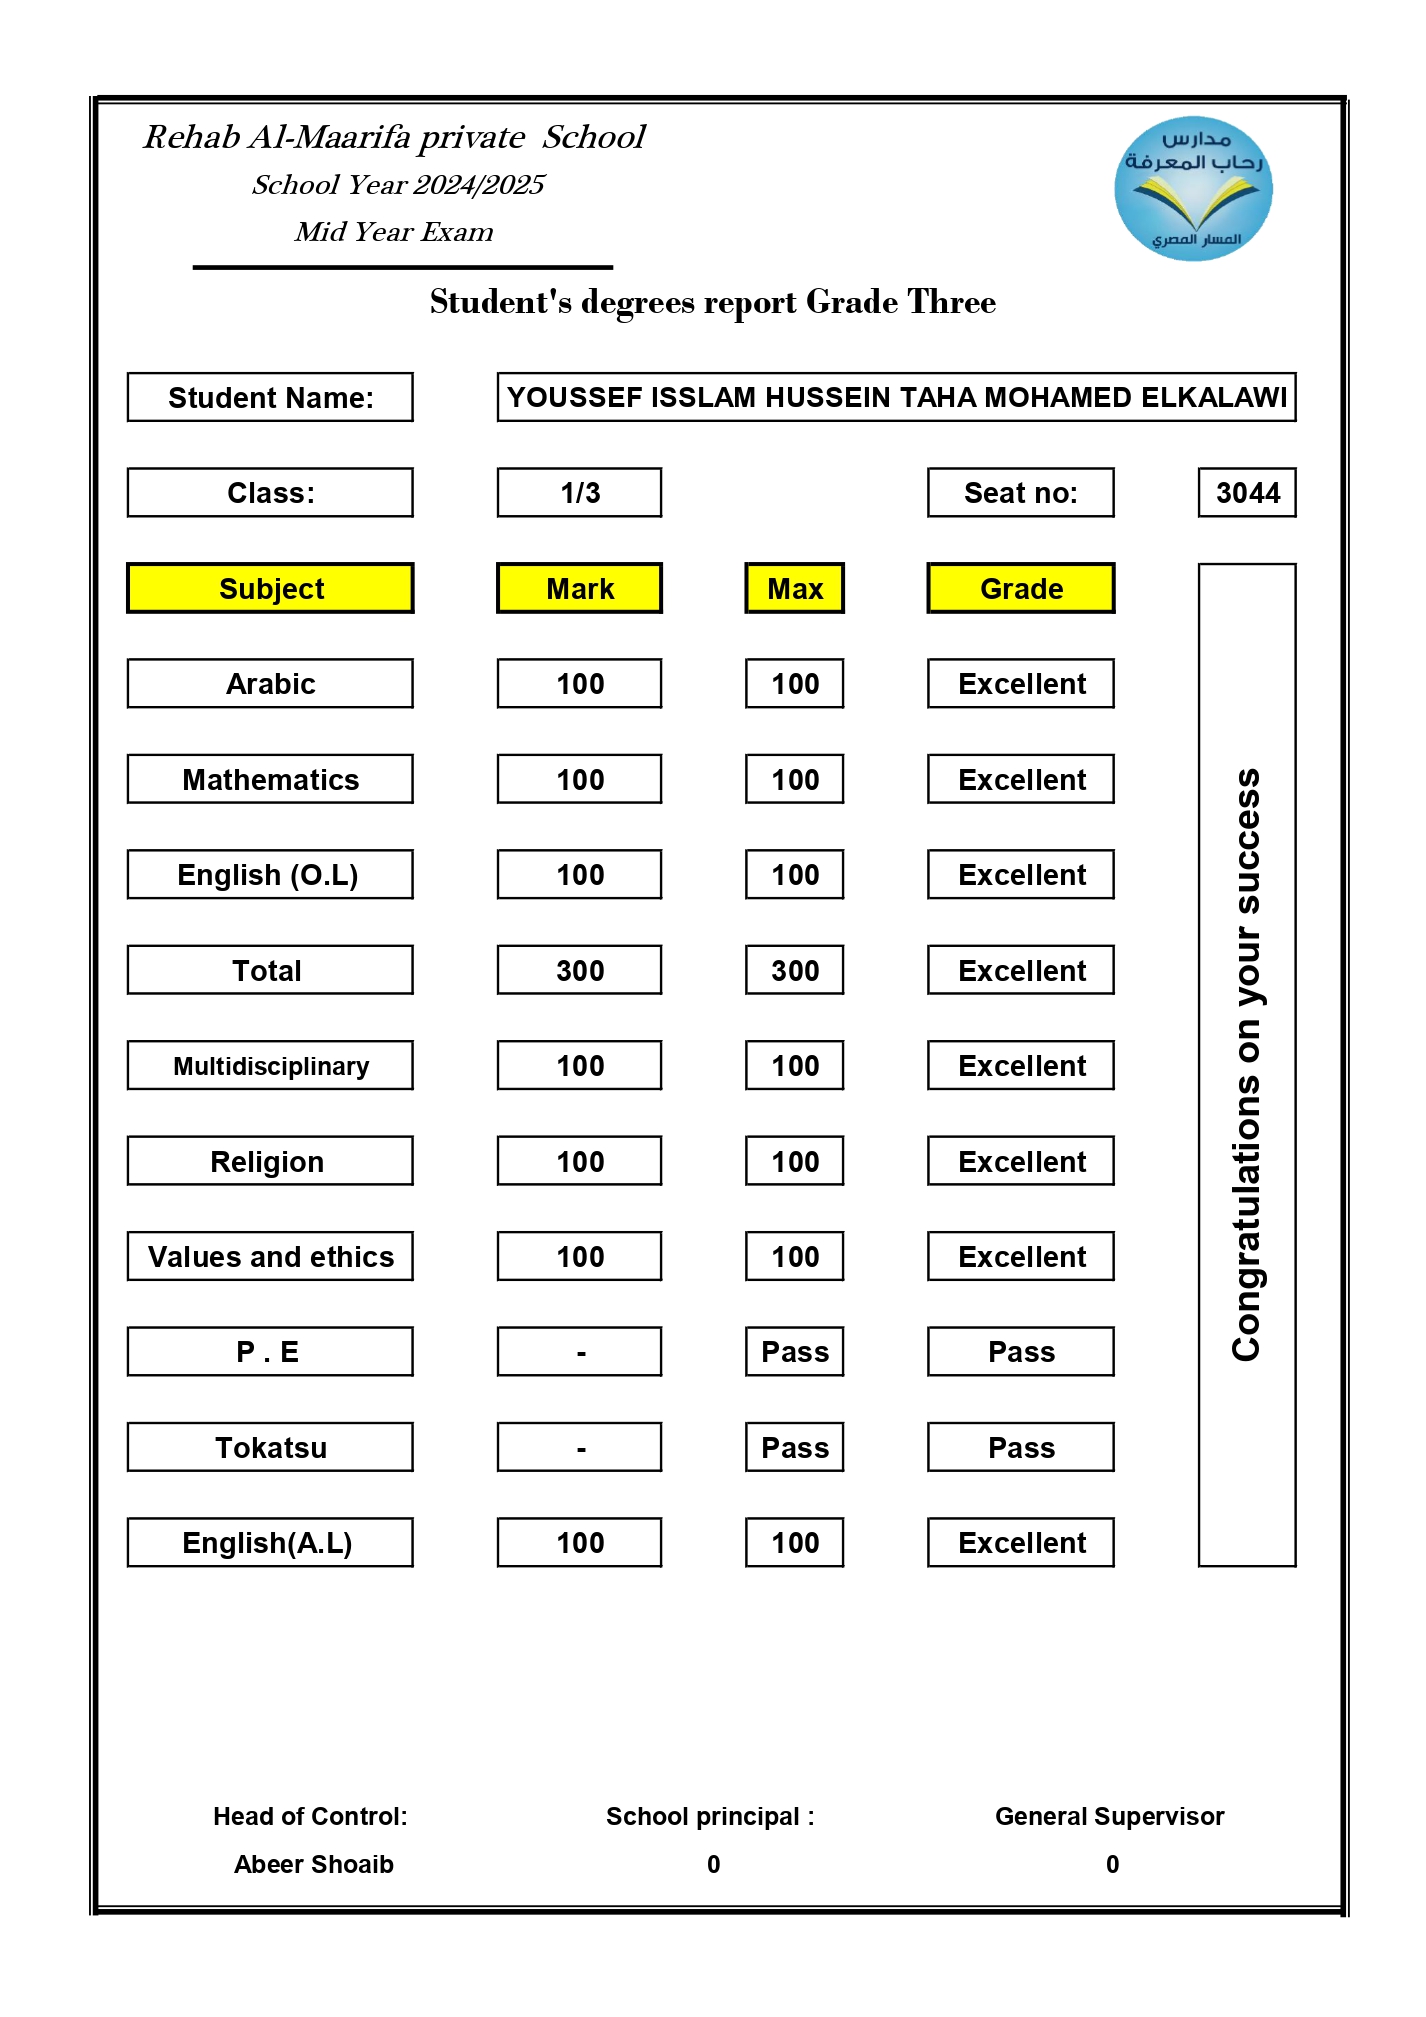 Rehab Al-Maarifa private School
School Year 2024/2025
Mid Year Exam
مدارس
رحاب المعرفة
المسار المصري
Student's degrees report Grade Three
Student Name: YOUSSEF ISSLAM HUSSEIN TAHA MOHAMED ELKALAWI
Class: 1/3 Seat no: 3044
Subject Mark Max Grade
Arabic 100 100 Excellent
Mathematics 100 100 Excellent
English (O.L) 100 100 Excellent
Total 300 300 Excellent
Multidisciplinary 100 100 Excellent
Religion 100 100 Excellent
Values and ethics 100 100 Excellent
P . E - Pass Pass
Tokatsu - Pass Pass
English(A.L) 100 100 Excellent
Congratulations on your success
Head of Control: School principal : General Supervisor
Abeer Shoaib 0 0